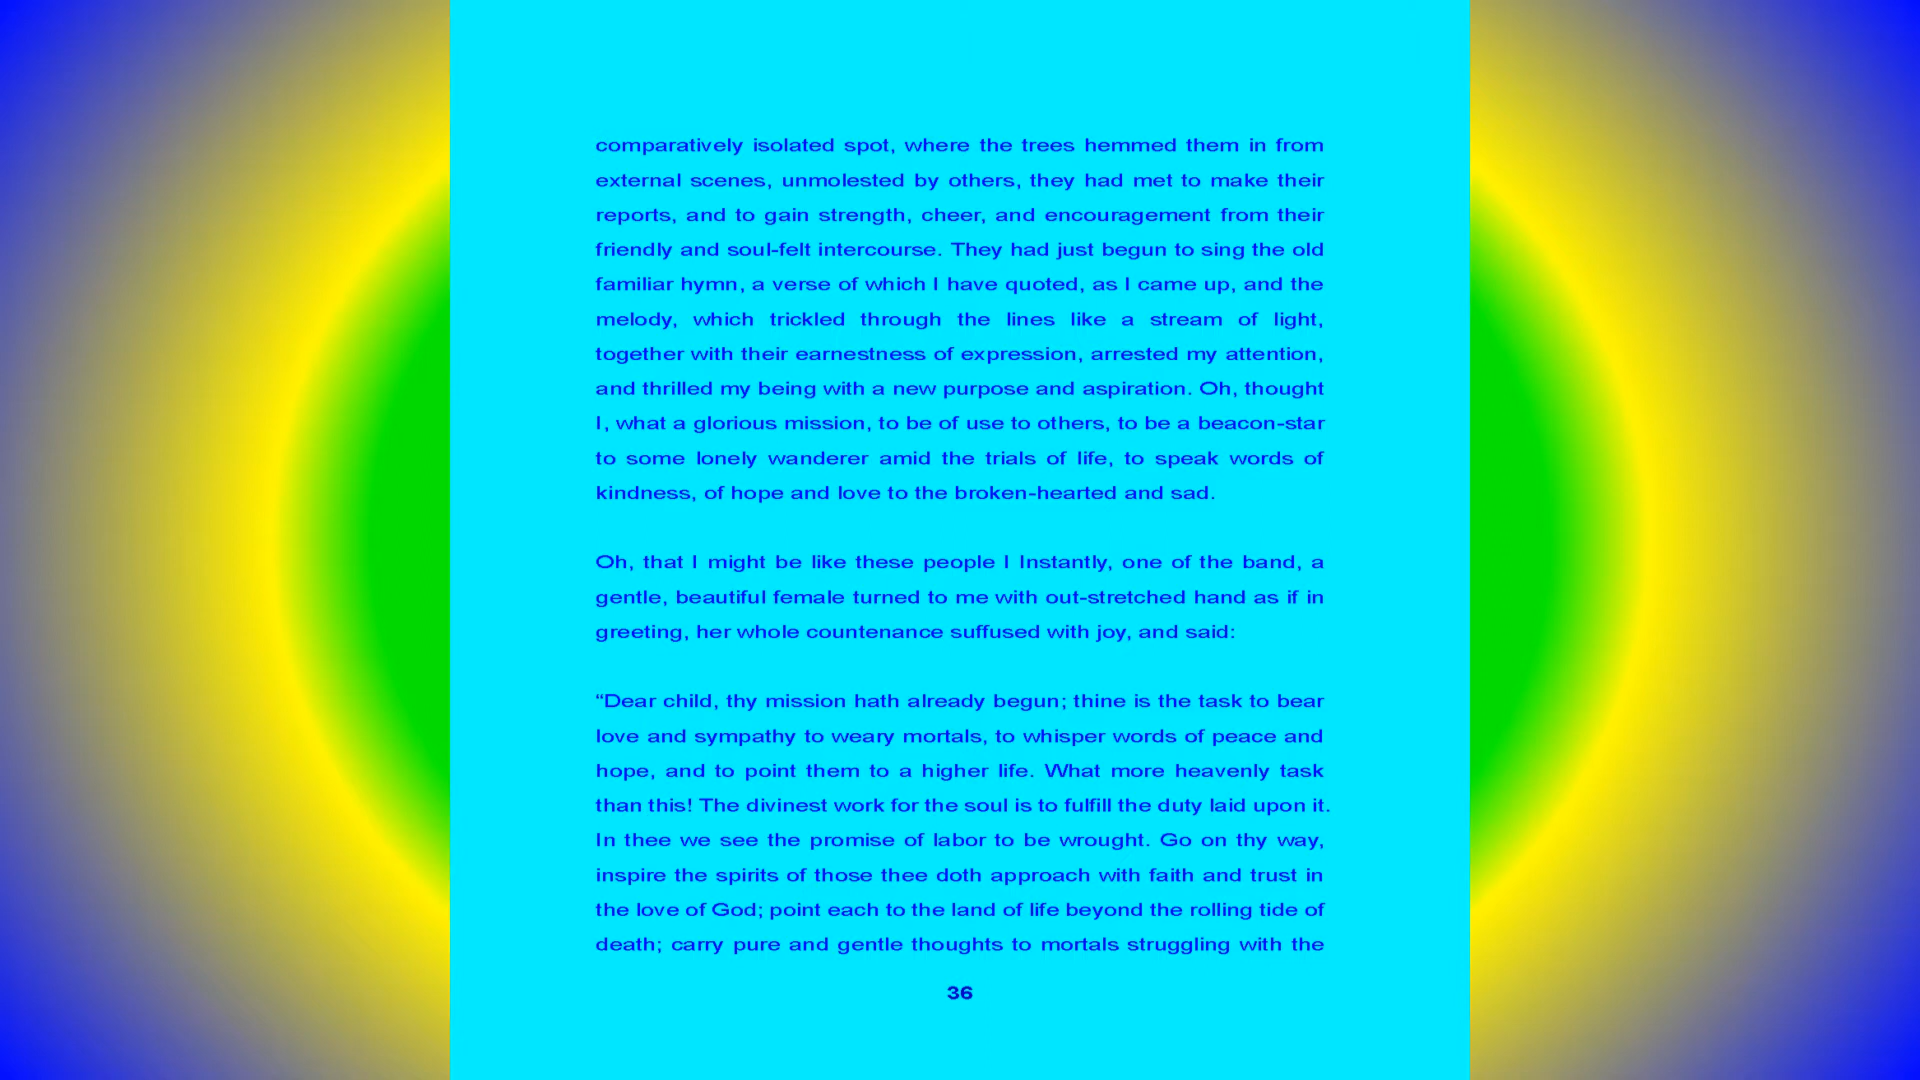 comparatively isolated spot, where the trees hemmed them in from
external scenes, unmolested by others, they had met to make their
reports, and to gain strength, cheer, and encouragement from their
friendly and soul-felt intercourse. They had just begun to sing the old
familiar hymn, a verse of which I have quoted, as I came up, and the
melody, which trickled through the lines like a stream of light,
together with their earnestness of expression, arrested my attention,
and thrilled my being with a new purpose and aspiration. Oh, thought
I, what a glorious mission, to be of use to others, to be a beacon-star
to some lonely wanderer amid the trials of life, to speak words of
kindness, of hope and love to the broken-hearted and sad.
Oh, that I might be like these people I Instantly, one of the band, a
gentle, beautiful female turned to me with out-stretched hand as if in
greeting, her whole countenance suffused with joy, and said:
“Dear child, thy mission hath already begun; thine is the task to bear
love and sympathy to weary mortals, to whisper words of peace and
hope, and to point them to a higher life. What more heavenly task
than this! The divinest work for the soul is to fulfill the duty laid upon it.
In thee we see the promise of labor to be wrought. Go on thy way,
inspire the spirits of those thee doth approach with faith and trust in
the love of God; point each to the land of life beyond the rolling tide of
death; carry pure and gentle thoughts to mortals struggling with the
36